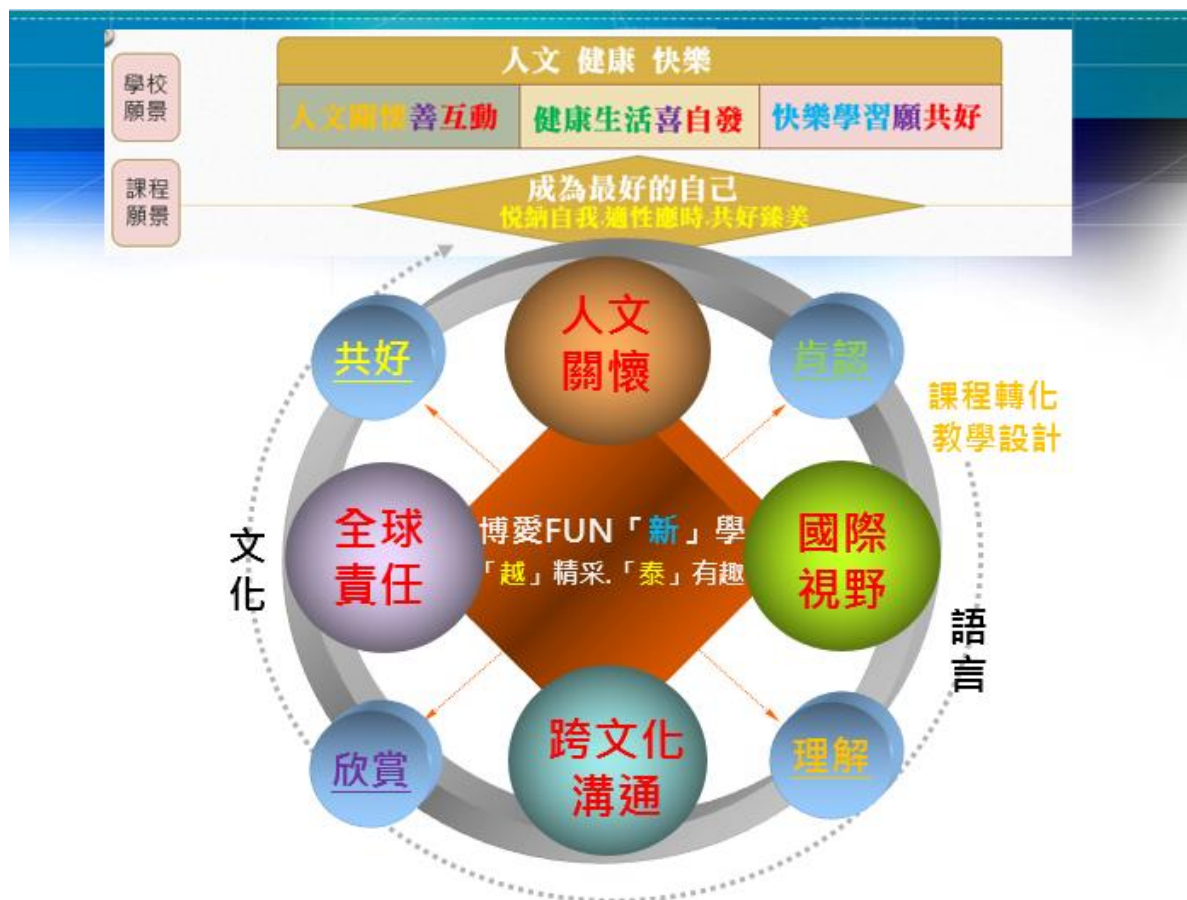 學校
願景
人文 健康 快樂
人文關懷善互動
健康生活喜自發
快樂學習願共好
課程
願景
成為最好的自己
悅納自我.適性應時.共好臻美
人文
關懷
共好
肯認
課程轉化
教學設計
全球
責任
博愛FUN「新」學
「越」精采.「泰」有趣
國際
視野
文
化
語
言
跨文化
溝通
欣賞
理解